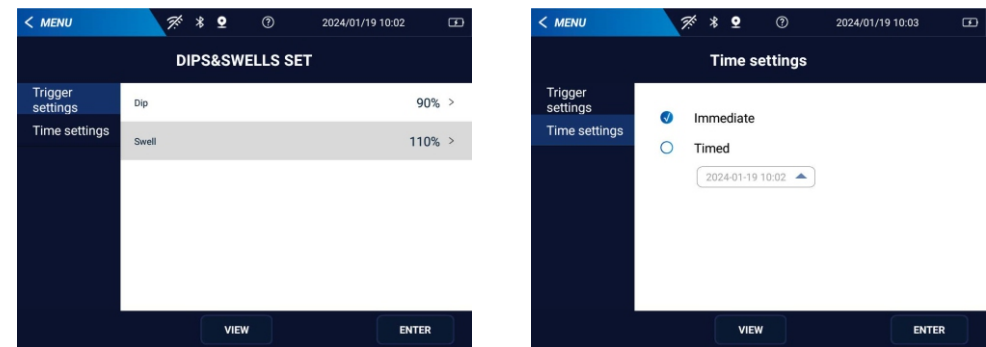 < MENU
? 2024/01/19 10:02
DIPS&SWELLS SET
Trigger
settings
Time settings
Dip 90% >
Swell 110% >
VIEW ENTER
< MENU
? 2024/01/19 10:03
Time settings
Trigger
settings
Time settings
Immediate
Timed
2024-01-19 10:02
VIEW ENTER